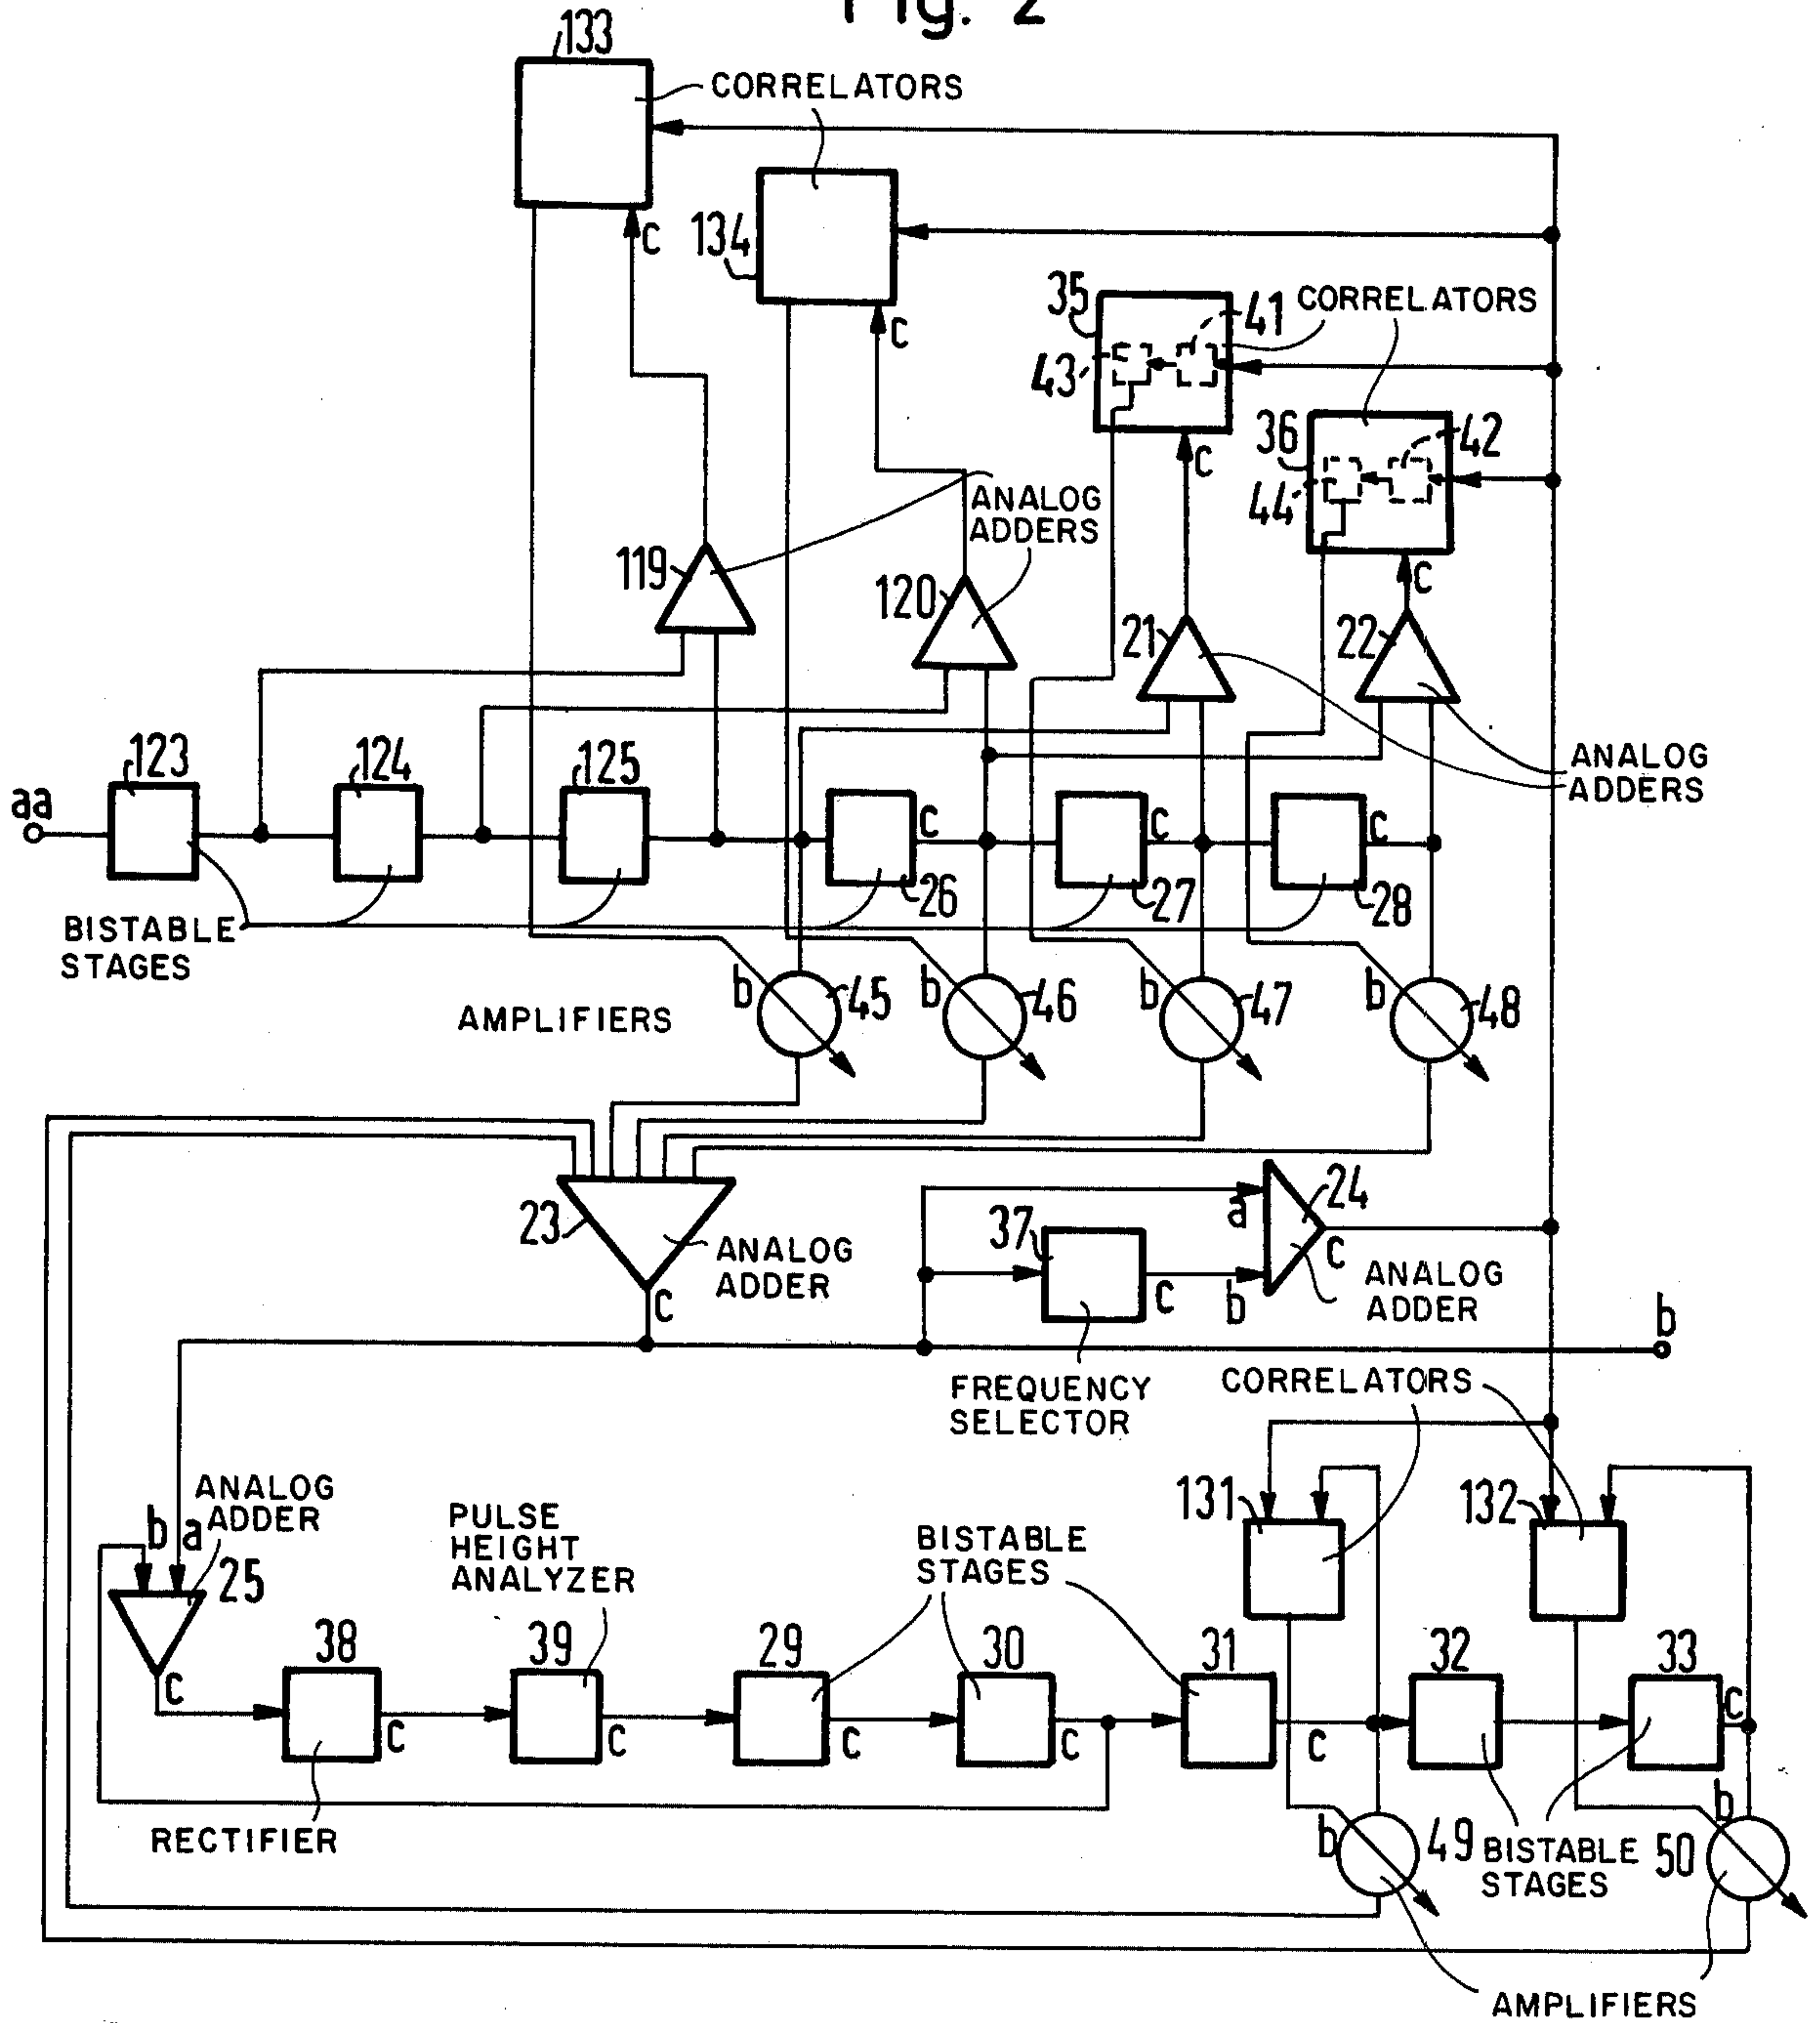 Fig. 2
133
CORRELATORS
c
134
c
35
41
CORRELATORS
43
c
36
42
44
c
ANALOG
ADDERS
119
120
21
22
123
124
125
aa
c
c
c
26
27
28
ANALOG
ADDERS
BISTABLE
STAGES
AMPLIFIERS
b
45
b
46
b
47
b
48
23
ANALOG
ADDER
c
37
c
a
b
24
c
ANALOG
ADDER
b
FREQUENCY
SELECTOR
CORRELATORS
ANALOG
ADDER
b
a
25
c
PULSE
HEIGHT
ANALYZER
BISTABLE
STAGES
131
132
38
c
39
c
29
c
30
c
31
c
32
33
c
RECTIFIER
b
49
BISTABLE
STAGES
50
b
AMPLIFIERS